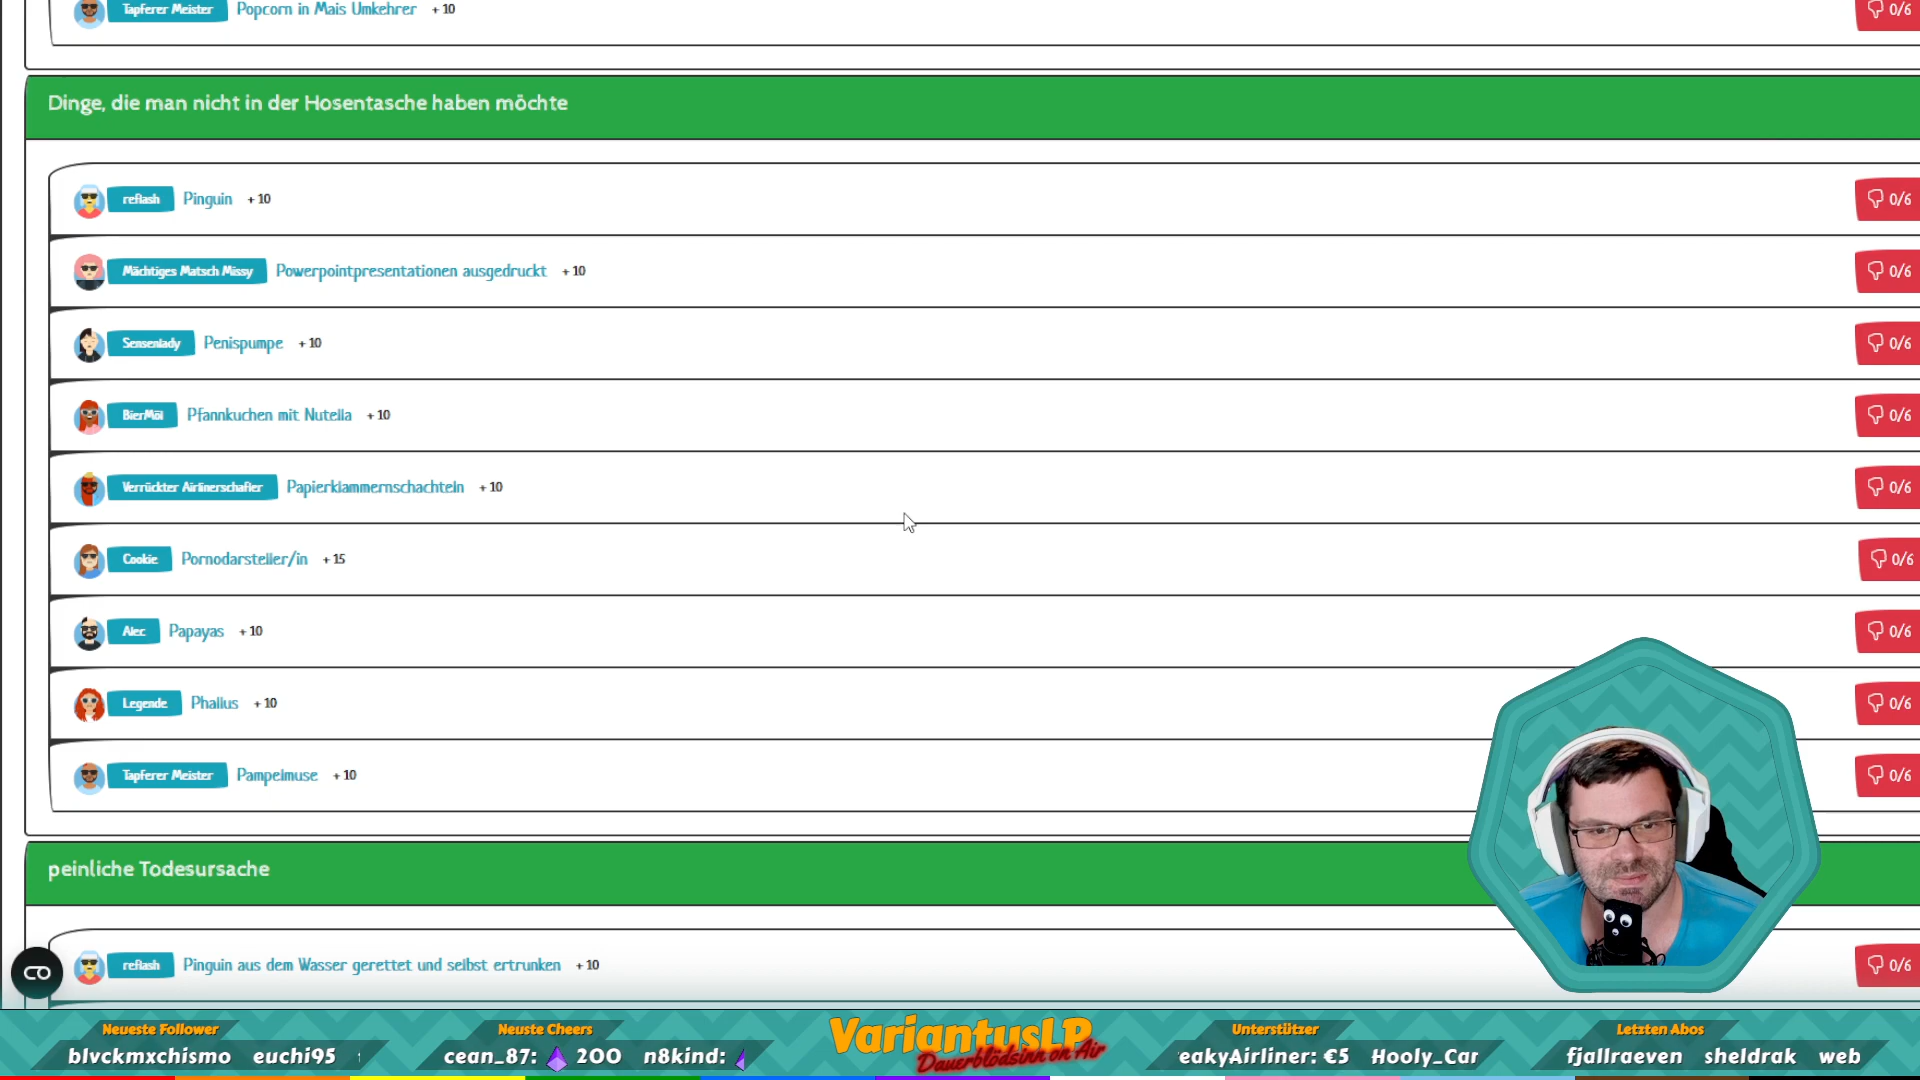 Tapferer Meister Popcorn in Mais Umkehrer +10 0/6
Dinge, die man nicht in der Hosentasche haben möchte
reflash Pinguin +10 0/6
Mächtiges Matsch Missy Powerpointpresentationen ausgedruckt +10 0/6
Sensenlady Penispumpe +10 0/6
BierMöl Pfannkuchen mit Nutella +10 0/6
Verrückter Airlinerschafler Papierklammernschachteln +10 0/6
Cookie Pornodarsteller/in +15 0/6
Alec Papayas +10 0/6
Legende Phallus +10 0/6
Tapferer Meister Pampelmuse +10 0/6
peinliche Todesursache
reflash Pinguin aus dem Wasser gerettet und selbst ertrunken +10 0/6
Neueste Follower Neuste Cheers VariantusLP Unterstützer Letzten Abos
blvckmxchismo euchi95 cean_87: 200 n8kind: Dauerblödsinn on Air eakyAirliner: €5 Hooly_Car fjallraeven sheldrak web